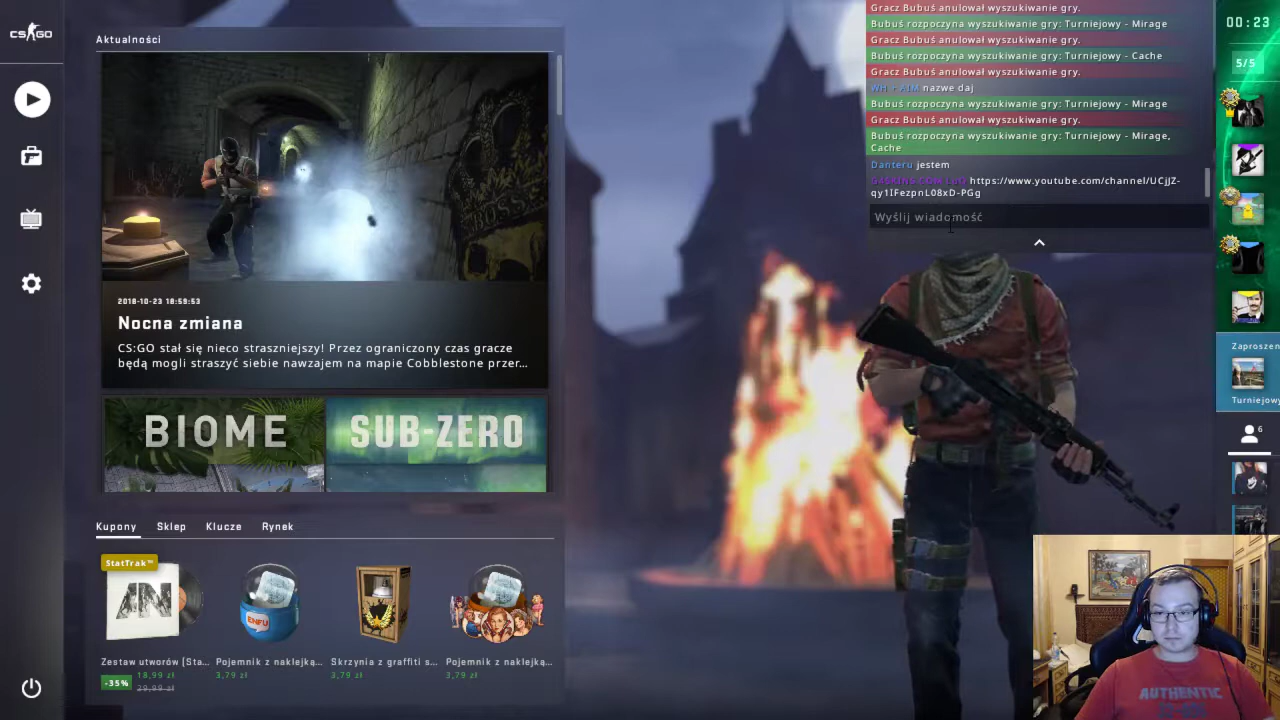 CS:GO
Aktualności
2018-10-23 18:59:53
Nocna zmiana
CS:GO stał się nieco straszniejszy! Przez ograniczony czas gracze
będą mogli straszyć siebie nawzajem na mapie Cobblestone przer...
BIOME
SUB-ZERO
Kupony Sklep Klucze Rynek
StatTrak™
ENFU
Zestaw utworów [Sta...
-35%
18,99 zł
29,99 zł
Pojemnik z naklejką...
3,79 zł
Skrzynia z graffiti s...
3,79 zł
Pojemnik z naklejką...
3,79 zł
Gracz Bubuś anulował wyszukiwanie gry.
Bubuś rozpoczyna wyszukiwanie gry: Turniejowy - Mirage
Gracz Bubuś anulował wyszukiwanie gry.
Bubuś rozpoczyna wyszukiwanie gry: Turniejowy - Cache
Gracz Bubuś anulował wyszukiwanie gry.
WH + AIM nazwe daj
Bubuś rozpoczyna wyszukiwanie gry: Turniejowy - Mirage
Gracz Bubuś anulował wyszukiwanie gry.
Bubuś rozpoczyna wyszukiwanie gry: Turniejowy - Mirage,
Cache
Danteru jestem
https://www.youtube.com/channel/UCjJZ-
qy1IFezpnL08xD-PGg
Wyślij wiadomość
00:23
5/5
Zaproszen
Turniejowy
6
AUTHENTIC